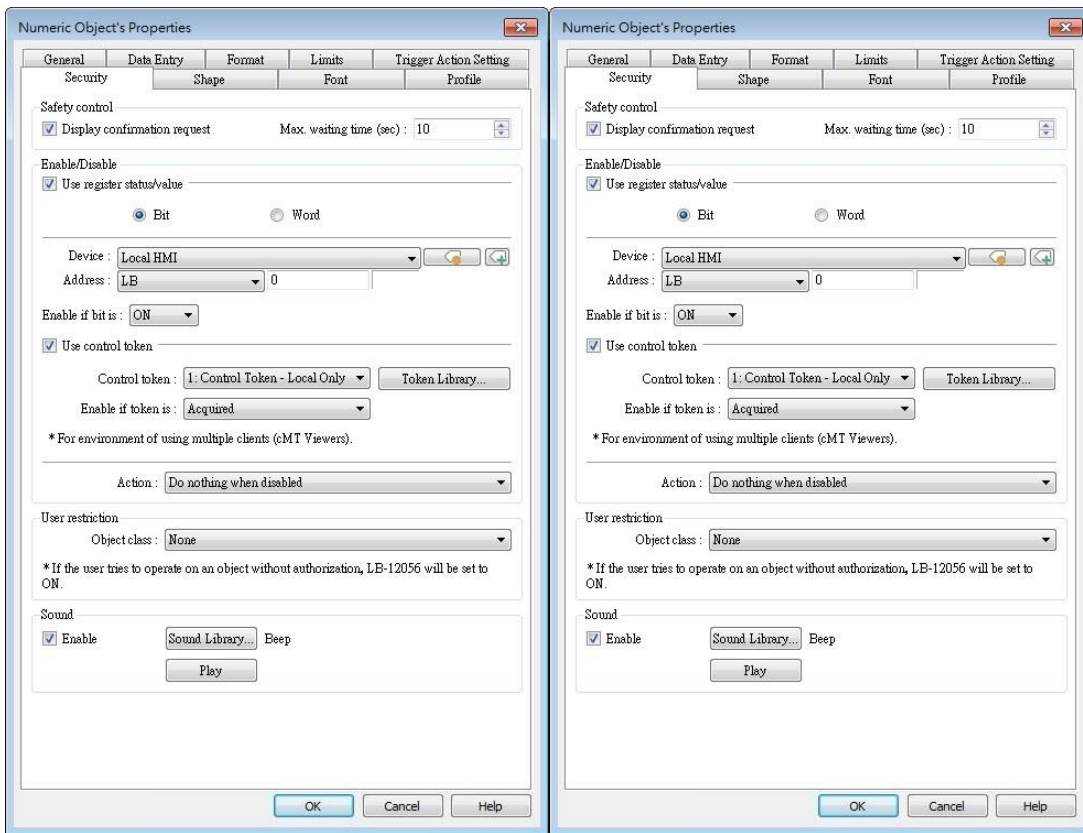 Numeric Object's Properties
General Data Entry Format Limits Trigger Action Setting
Security Shape Font Profile
Safety control
Display confirmation request Max. waiting time (sec) : 10
Enable/Disable
Use register status/value
Bit Word
Device : Local HMI
Address : LB 0
Enable if bit is : ON
Use control token
Control token : 1: Control Token - Local Only Token Library...
Enable if token is : Acquired
* For environment of using multiple clients (cMT Viewers).
Action : Do nothing when disabled
User restriction
Object class : None
* If the user tries to operate on an object without authorization, LB-12056 will be set to
ON.
Sound
Enable Sound Library... Beep
Play
OK Cancel Help
Numeric Object's Properties
General Data Entry Format Limits Trigger Action Setting
Security Shape Font Profile
Safety control
Display confirmation request Max. waiting time (sec) : 10
Enable/Disable
Use register status/value
Bit Word
Device : Local HMI
Address : LB 0
Enable if bit is : ON
Use control token
Control token : 1: Control Token - Local Only Token Library...
Enable if token is : Acquired
* For environment of using multiple clients (cMT Viewers).
Action : Do nothing when disabled
User restriction
Object class : None
* If the user tries to operate on an object without authorization, LB-12056 will be set to
ON.
Sound
Enable Sound Library... Beep
Play
OK Cancel Help